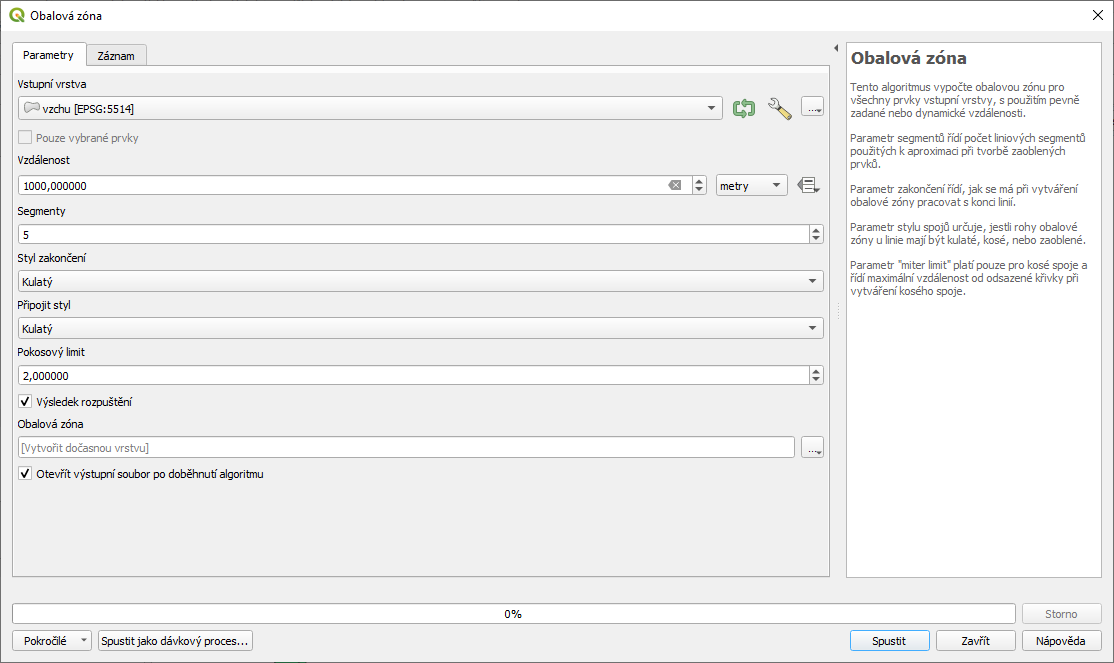 Obalová zóna
Parametry
Záznam
Vstupní vrstva
vzchu [EPSG:5514]
...
Pouze vybrané prvky
Vzdálenost
1000,000000
metry
Segmenty
5
Styl zakončení
Kulatý
Připojit styl
Kulatý
Pokosový limit
2,000000
Výsledek rozpuštění
Obalová zóna
[Vytvořit dočasnou vrstvu]
...
Otevřít výstupní soubor po doběhnutí algoritmu
Obalová zóna
Tento algoritmus vypočte obalovou zónu pro
všechny prvky vstupní vrstvy, s použitím pevně
zadané nebo dynamické vzdálenosti.
Parametr segmentů řídí počet liniových segmentů
použitých k aproximaci při tvorbě zaoblených
prvků.
Parametr zakončení řídí, jak se má při vytváření
obalové zóny pracovat s konci linií.
Parametr stylu spojů určuje, jestli rohy obalové
zóny u linie mají být kulaté, kosé, nebo zaoblené.
Parametr "miter limit" platí pouze pro kosé spoje a
řídí maximální vzdálenost od odsazené křivky při
vytváření kosého spoje.
0%
Storno
Pokročilé
Spustit jako dávkový proces...
Spustit
Zavřít
Nápověda